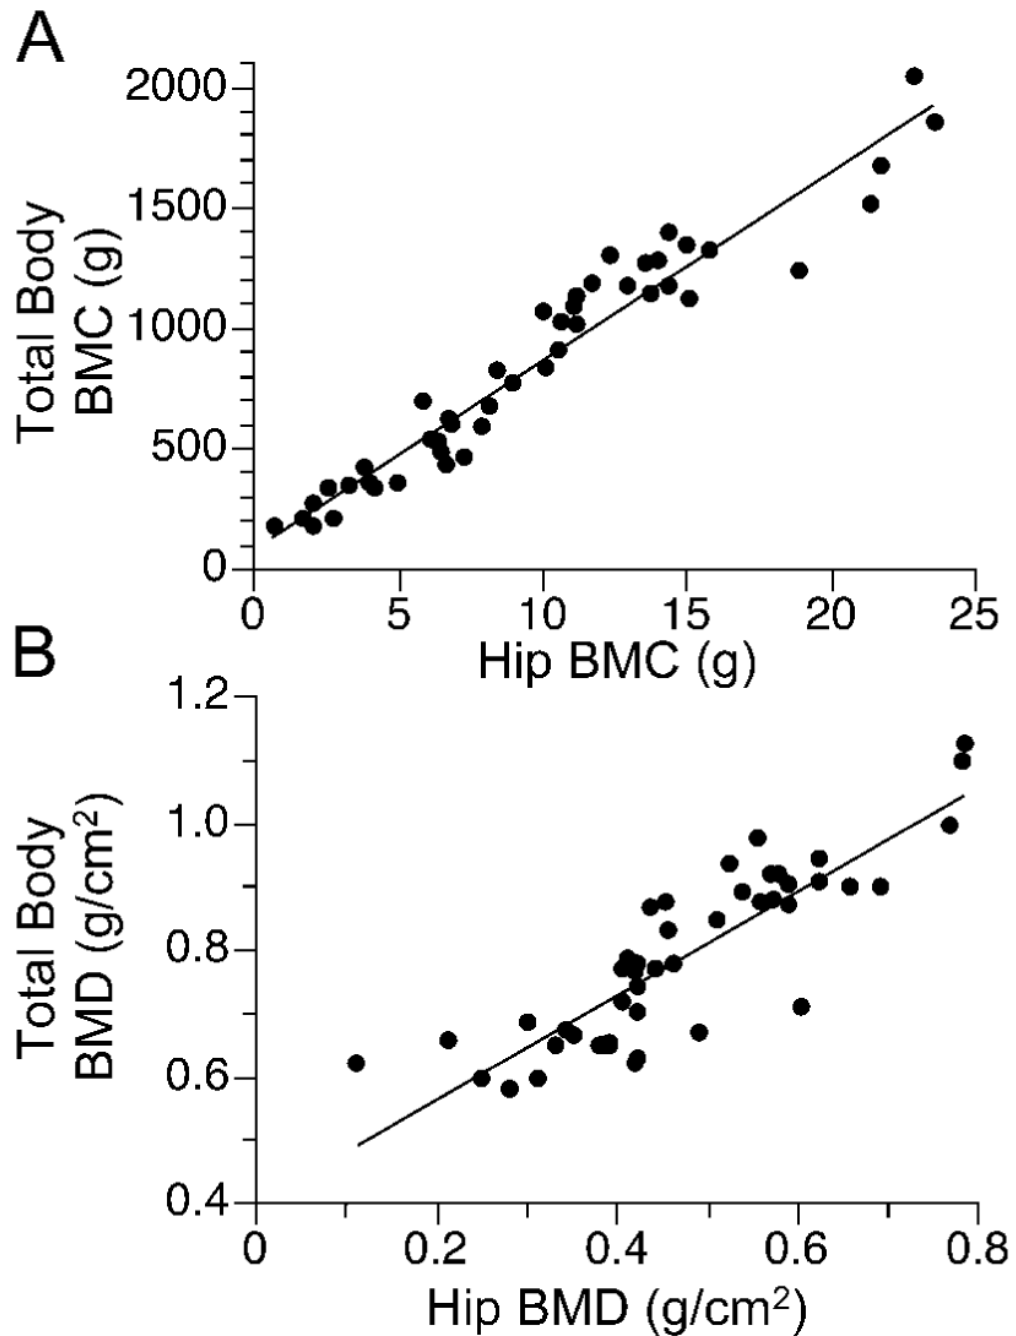 A
2000
1500
1000
500
0
Total Body
BMC (g)
0 5 10 15 20 25
Hip BMC (g)
B
1.2
1.0
0.8
0.6
0.4
Total Body
BMD (g/cm²)
0 0.2 0.4 0.6 0.8
Hip BMD (g/cm²)